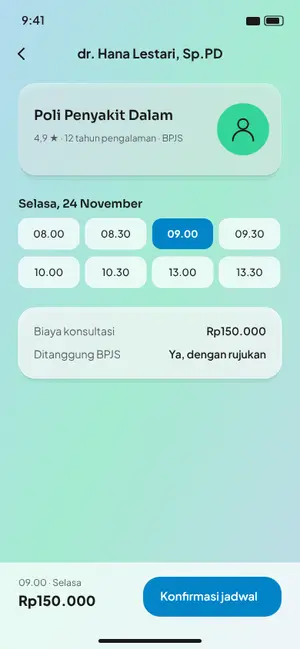 9:41
dr. Hana Lestari, Sp.PD
Poli Penyakit Dalam
4,9 ★ · 12 tahun pengalaman · BPJS
Selasa, 24 November
08.00 08.30 09.00 09.30
10.00 10.30 13.00 13.30
Biaya konsultasi Rp150.000
Ditanggung BPJS Ya, dengan rujukan
09.00 · Selasa
Rp150.000 Konfirmasi jadwal